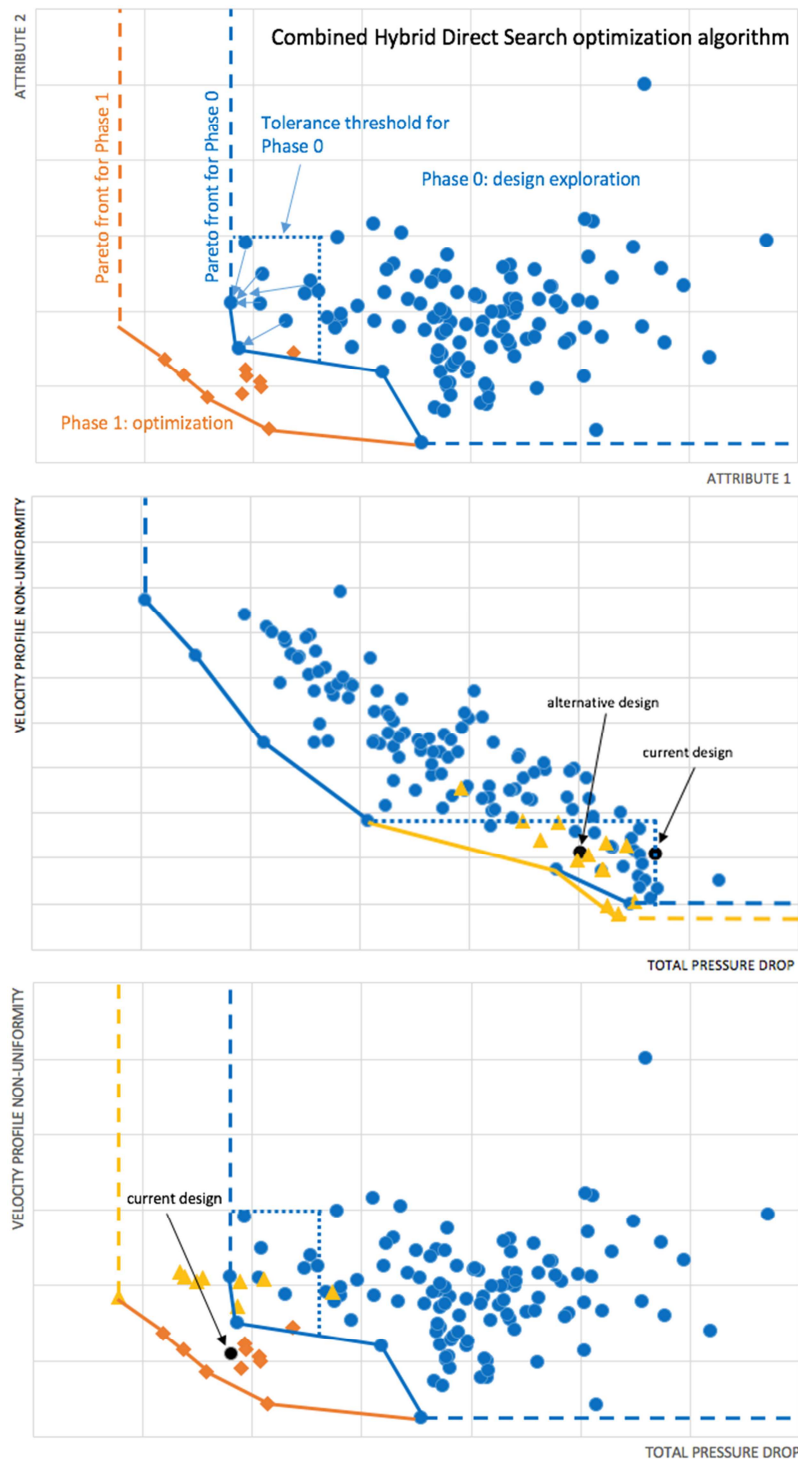 ATTRIBUTE 2
Combined Hybrid Direct Search optimization algorithm
Pareto front for Phase 1
Pareto front for Phase 0
Tolerance threshold for
Phase 0
Phase 0: design exploration
Phase 1: optimization
ATTRIBUTE 1
VELOCITY PROFILE NON-UNIFORMITY
alternative design
current design
TOTAL PRESSURE DROP
VELOCITY PROFILE NON-UNIFORMITY
current design
TOTAL PRESSURE DROP